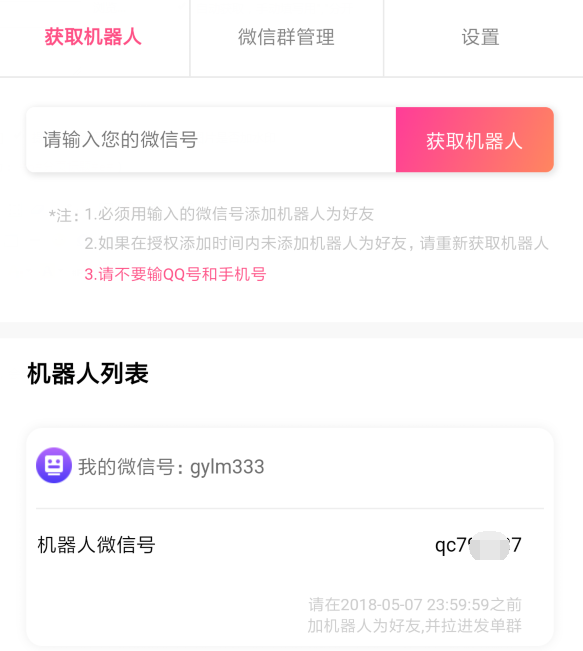 获取机器人 微信群管理 设置
请输入您的微信号 获取机器人
*注：1.必须用输入的微信号添加机器人为好友
2.如果在授权添加时间内未添加机器人为好友，请重新获取机器人
3.请不要输QQ号和手机号
机器人列表
我的微信号：gylm333
机器人微信号
请在2018-05-07 23:59:59之前
加机器人为好友,并拉进发单群